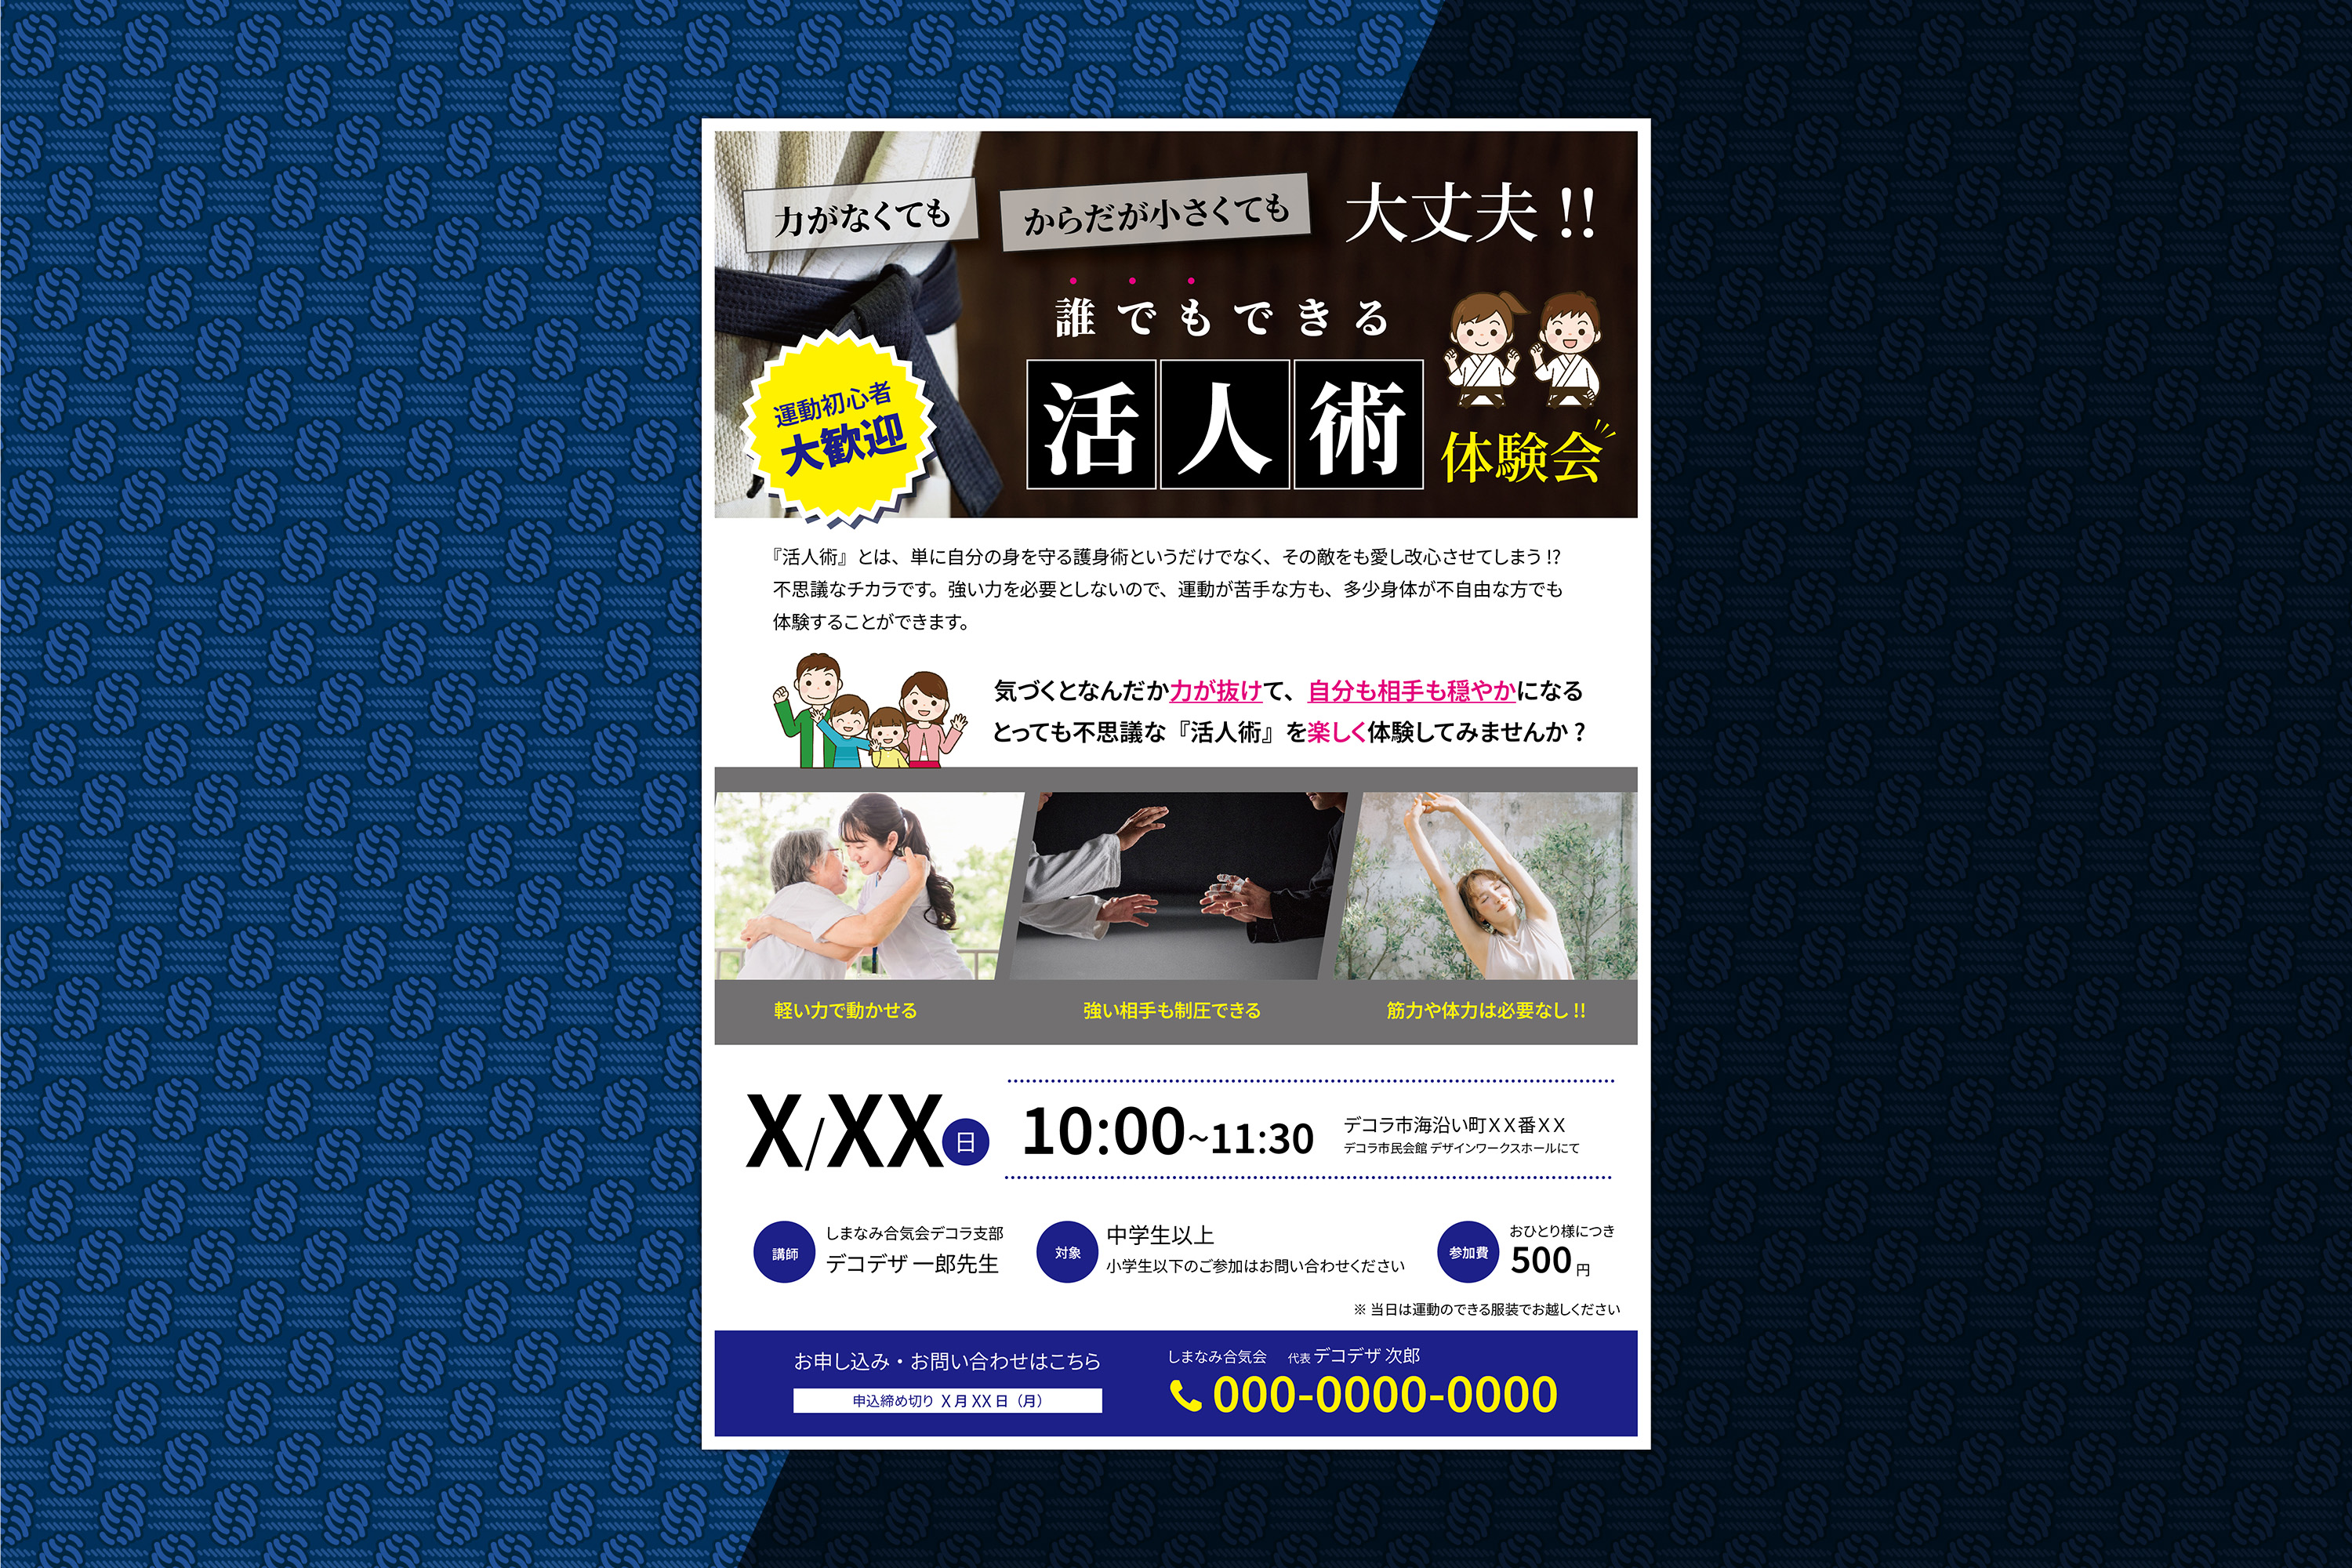 力がなくても
からだが小さくても
大丈夫!!
誰でもできる
活人術
体験会
運動初心者
大歓迎
『活人術』とは、単に自分の身を守る護身術というだけでなく、その敵をも愛し改心させてしまう!?
不思議なチカラです。強い力を必要としないので、運動が苦手な方も、多少身体が不自由な方でも
体験することができます。
気づくとなんだか力が抜けて、自分も相手も穏やかになる
とっても不思議な『活人術』を楽しく体験してみませんか?
軽い力で動かせる
強い相手も制圧できる
筋力や体力は必要なし!!
X/XX日
10:00~11:30
デコラ市海沿い町XX番XX
デコラ市民会館 デザインワークスホールにて
講師
しまなみ合気会デコラ支部
デコデザ 一郎先生
対象
中学生以上
小学生以下のご参加はお問い合わせください
参加費
おひとり様につき
500円
※ 当日は運動のできる服装でお越しください
お申し込み・お問い合わせはこちら
申込締め切り X月XX日(月)
しまなみ合気会 代表 デコデザ 次郎
000-0000-0000